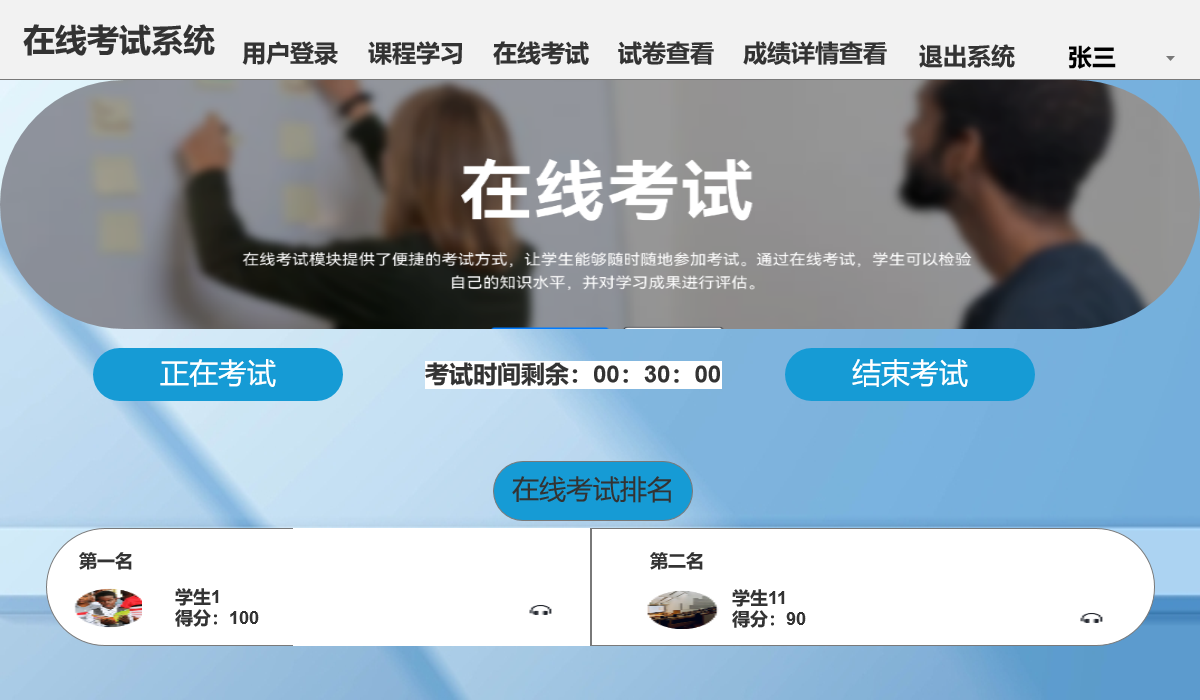 在线考试系统
用户登录 课程学习 在线考试 试卷查看 成绩详情查看 退出系统 张三
在线考试
在线考试模块提供了便捷的考试方式，让学生能够随时随地参加考试。通过在线考试，学生可以检验
自己的知识水平，并对学习成果进行评估。
正在考试 考试时间剩余：00：30：00 结束考试
在线考试排名
第一名
学生1
得分：100
第二名
学生11
得分：90